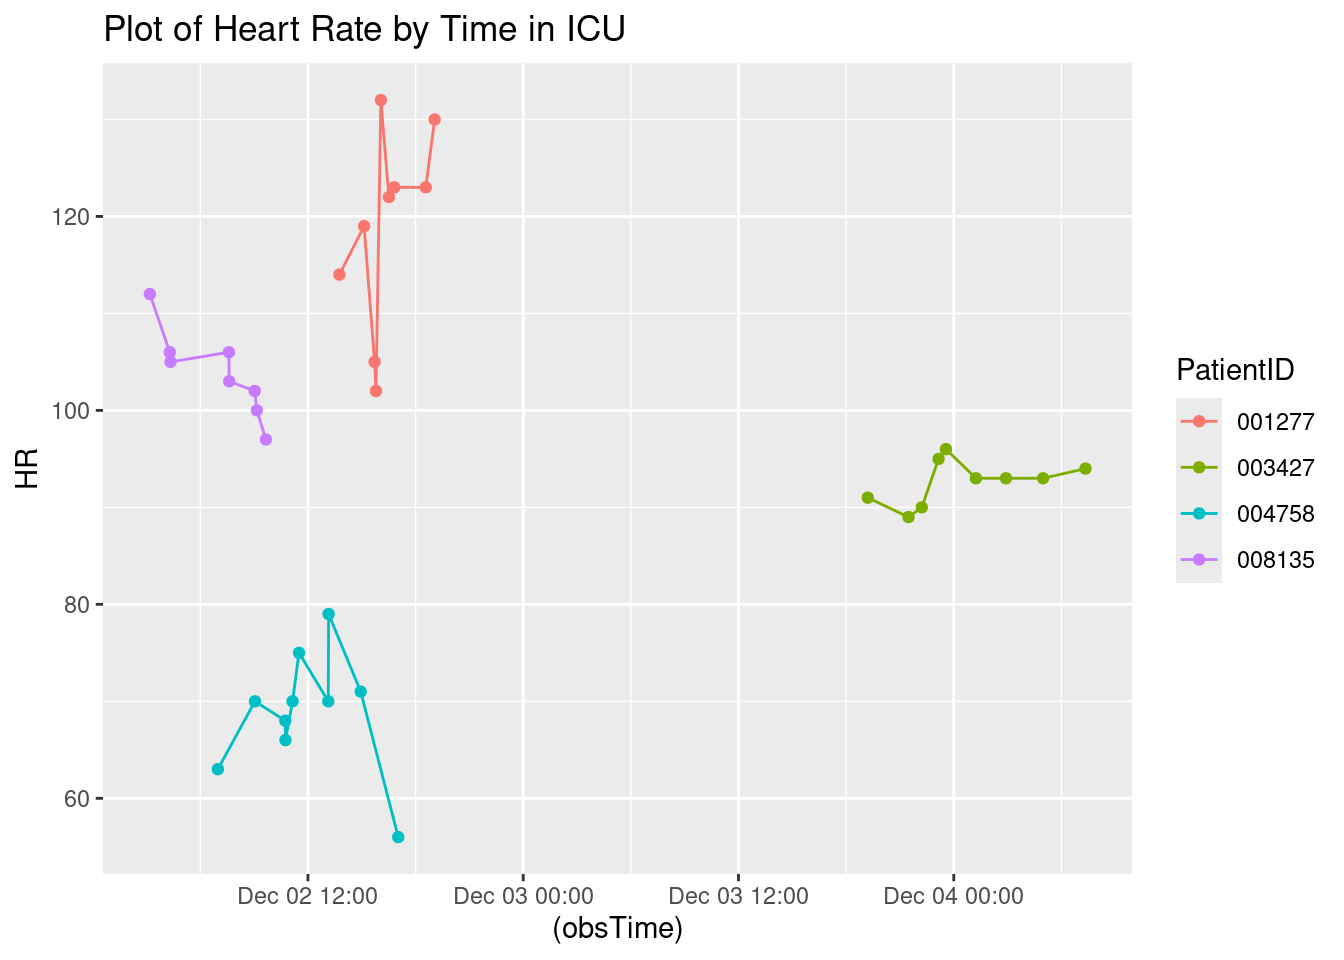 Plot of Heart Rate by Time in ICU
HR
120
100
80
60
Dec 02 12:00 Dec 03 00:00 Dec 03 12:00 Dec 04 00:00
(obsTime)
PatientID
001277
003427
004758
008135